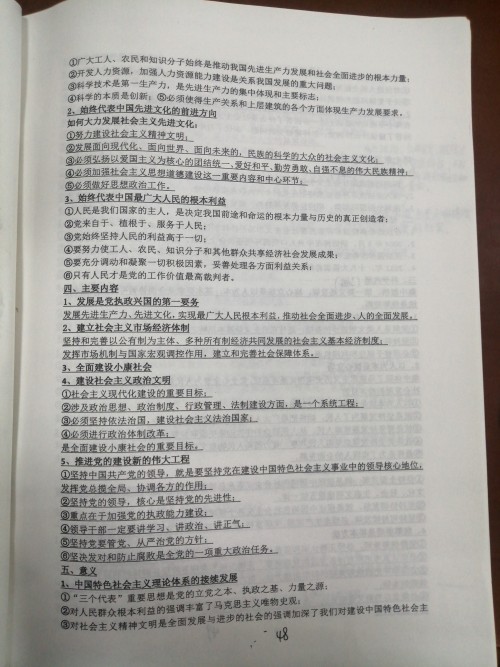 ①广大工人、农民和知识分子始终是推动我国先进生产力发展和社会全面进步的根本力量;
②开发人力资源,加强人力资源能力建设是关系我国发展的重大问题;
③科学技术是第一生产力,是先进生产力的集中体现和主要标志;
④科学的本质是创新;⑤必须使得生产关系和上层建筑的各个方面体现生产力发展要求。
2、始终代表中国先进文化的前进方向
如何大力发展社会主义先进文化:
①努力建设社会主义精神文明;
②发展面向现代化、面向世界、面向未来的,民族的科学的大众的社会主义文化;
③必须弘扬以爱国主义为核心的团结统一、爱好和平、勤劳勇敢、自强不息的伟大民族精神;
④必须加强社会主义思想道德建设这一重要内容和中心环节;
⑤必须做好思想政治工作。
3、始终代表中国最广大人民的根本利益
①人民是我们国家的主人,是决定我国前途和命运的根本力量与历史的真正创造者;
②党来自于、植根于、服务于人民;
③党始终坚持人民的利益高于一切;
④要努力使工人、农民、知识分子和其他群众共享经济社会发展成果;
⑤要充分调动和凝聚一切积极因素,妥善处理各方面利益关系;
⑥只有人民才是党的工作价值最高裁判者。
四、主要内容
1、发展是党执政兴国的第一要务
发展先进生产力、先进文化,实现最广大人民根本利益,推动社会全面进步、人的全面发展。
2、建立社会主义市场经济体制
坚持和完善以公有制为主体、多种所有制经济共同发展的社会主义基本经济制度;
发挥市场机制与国家宏观调控作用,建立和完善社会保障体系。
3、全面建设小康社会
4、建设社会主义政治文明
①社会主义现代化建设的重要目标;
②涉及政治思想、政治制度、行政管理、法制建设方面,是一个系统工程;
③必须坚持依法治国,建设社会主义法治国家;
④必须进行政治体制改革;
是全面建设小康社会的重要目标。
5、推进党的建设新的伟大工程
①坚持中国共产党的领导,就是要坚持党在建设中国特色社会主义事业中的领导核心地位,
发挥党总揽全局、协调各方的作用;
②坚持党的领导,核心是坚持党的先进性;
③重点在于加强党的执政能力建设;
④领导干部一定要讲学习、讲政治、讲正气;
⑤坚持党要管党、从严治党的方针;
⑥坚决反对和防止腐败是全党的一项重大政治任务。
五、意义
1、中国特色社会主义理论体系的接续发展
①“三个代表”重要思想是党的立党之本、执政之基、力量之源;
②对人民群众根本利益的强调丰富了马克思主义唯物史观;
③对社会主义精神文明是全面发展与进步的社会的强调加深了我们对建设中国特色社会主
48